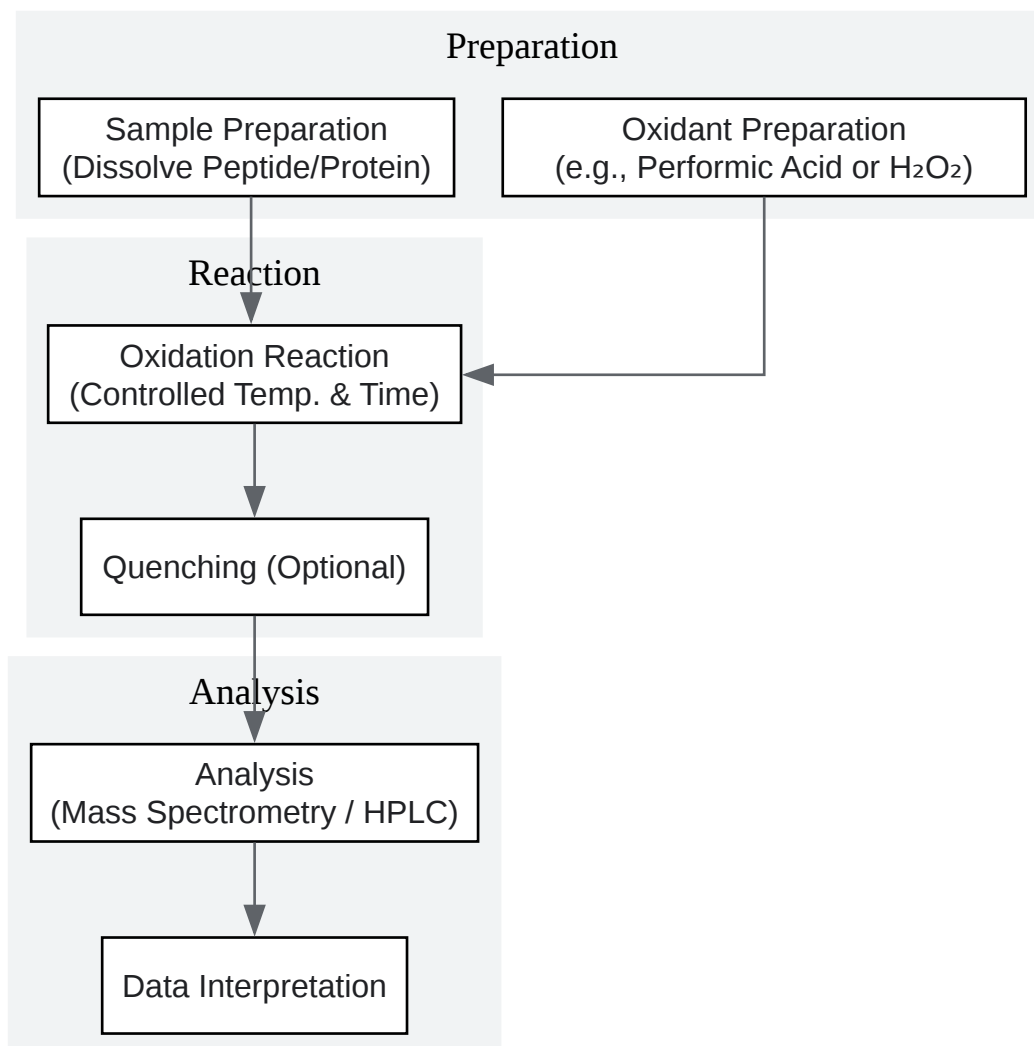 Preparation
Sample Preparation
(Dissolve Peptide/Protein)
Oxidant Preparation
(e.g., Performic Acid or H₂O₂)
Reaction
Oxidation Reaction
(Controlled Temp. & Time)
Quenching (Optional)
Analysis
Analysis
(Mass Spectrometry / HPLC)
Data Interpretation